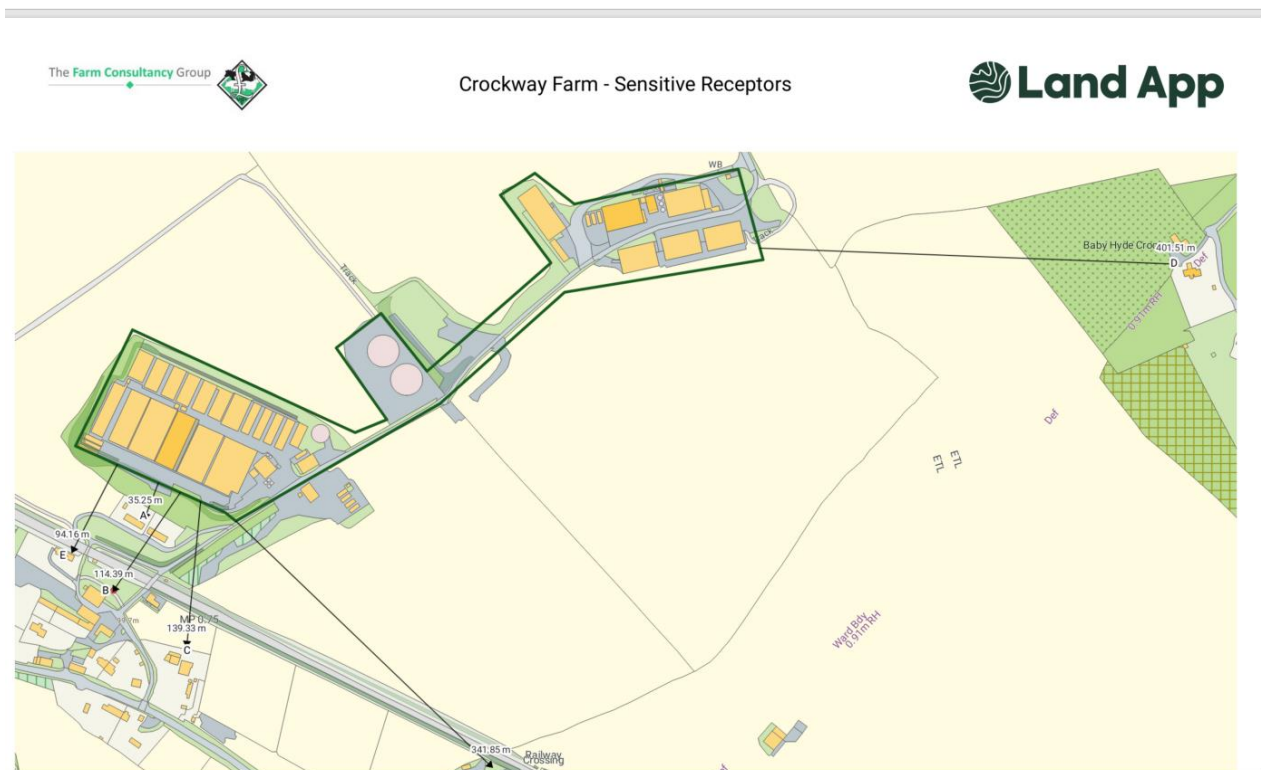 The Farm Consultancy Group
Crockway Farm - Sensitive Receptors
Land App
WB
Track
Track
Baby Hyde
401.51 m
D
Def
0.91m RH
Def
ETL
ETL
35.25 m
A
94.16 m
E
114.39 m
B
MP 0.75
139.33 m
C
Ward Bdy
0.91m RH
341.85 m
Railway
Crossing